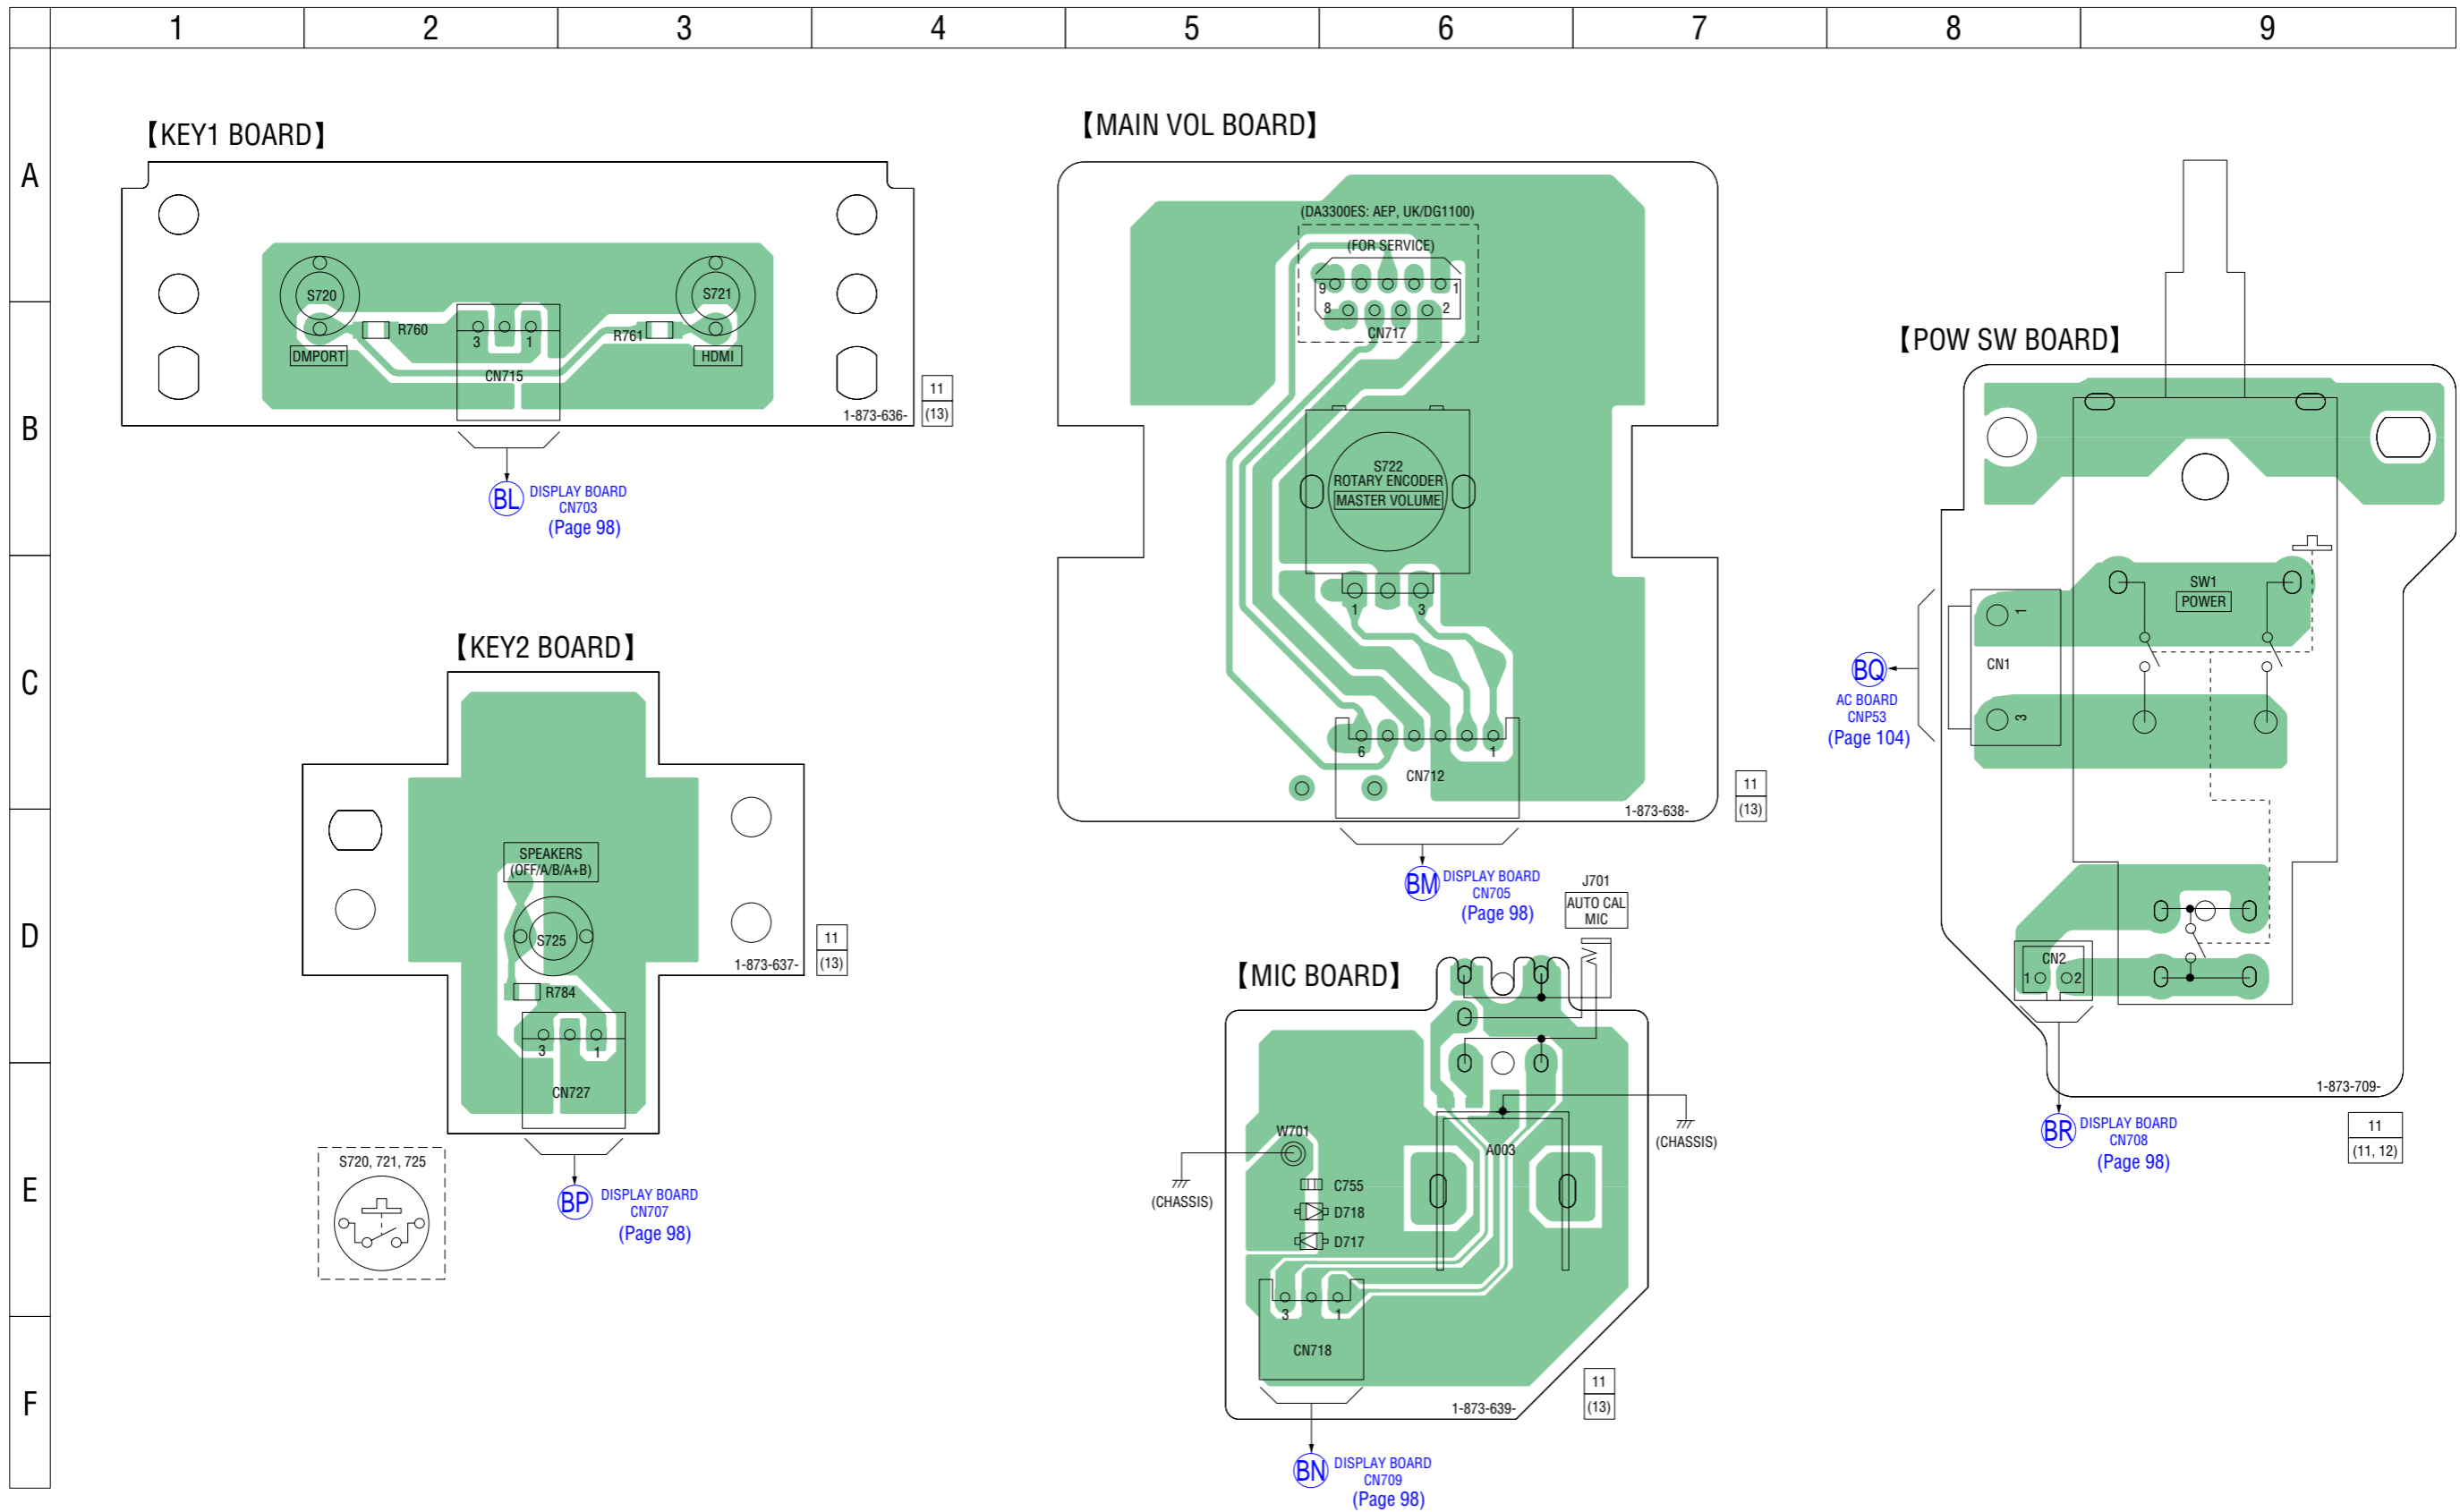 1 2 3 4 5 6 7 8 9
A
B
C
D
E
F
【KEY1 BOARD】
S720
S721
R760
R761
3 1
DMPORT
HDMI
CN715
1-873-636-
11
(13)
BL
DISPLAY BOARD
CN703
(Page 98)
【KEY2 BOARD】
SPEAKERS
(OFF/A/B/A+B)
S725
1-873-637-
11
(13)
R784
3 1
CN727
BP
DISPLAY BOARD
CN707
(Page 98)
S720, 721, 725
【MAIN VOL BOARD】
(DA3300ES: AEP, UK/DG1100)
(FOR SERVICE)
9 1
8 2
CN717
S722
ROTARY ENCODER
MASTER VOLUME
1 3
6 1
CN712
1-873-638-
11
(13)
BM
DISPLAY BOARD
CN705
(Page 98)
J701
AUTO CAL
MIC
【MIC BOARD】
W701
A003
(CHASSIS)
(CHASSIS)
C755
D718
D717
3 1
CN718
1-873-639-
11
(13)
BN
DISPLAY BOARD
CN709
(Page 98)
【POW SW BOARD】
SW1
POWER
1
CN1
3
BQ
AC BOARD
CNP53
(Page 104)
CN2
1 2
1-873-709-
11
(11, 12)
BR
DISPLAY BOARD
CN708
(Page 98)